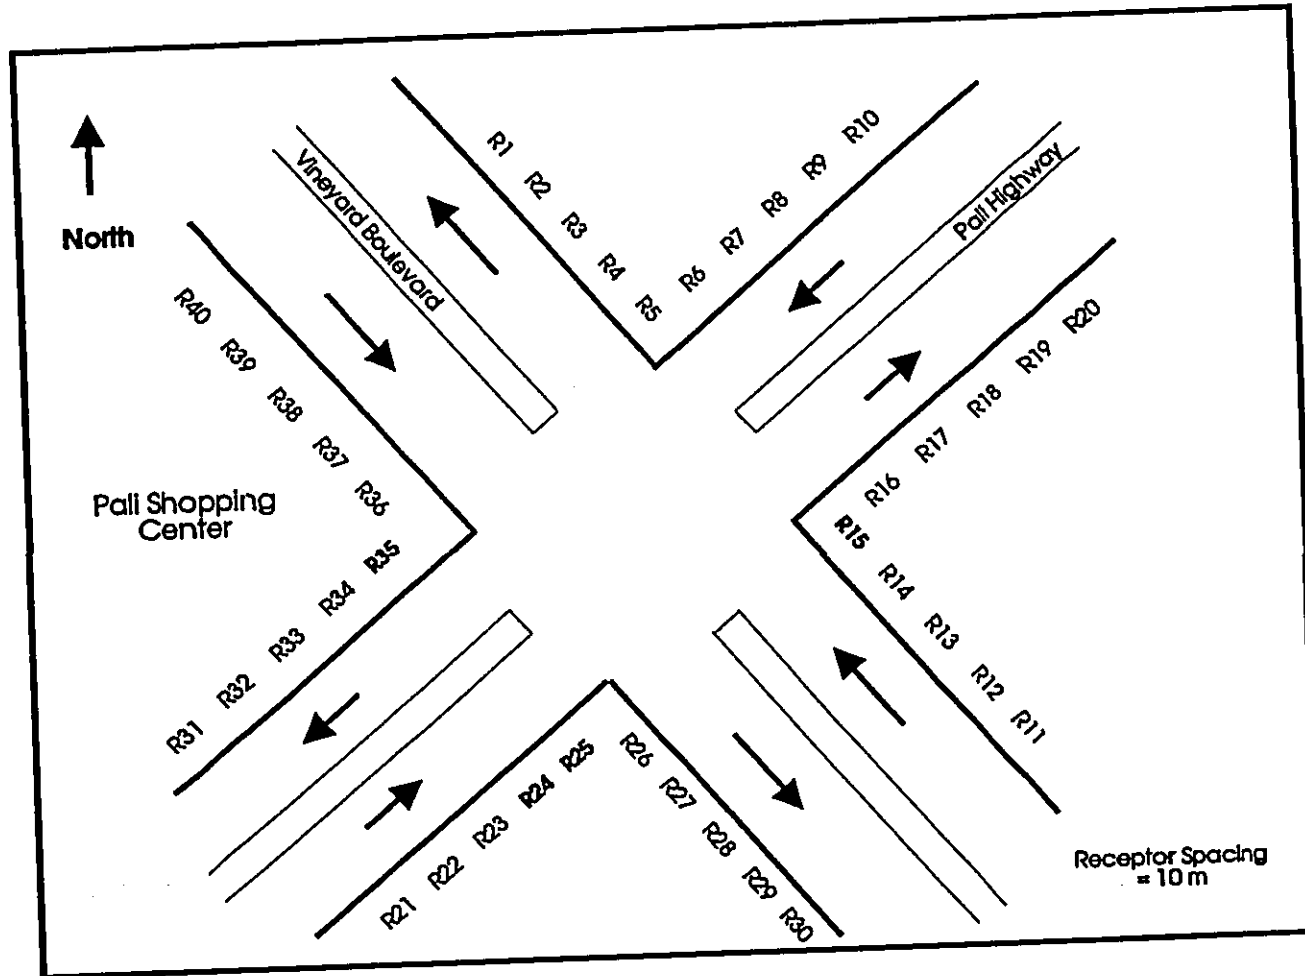 North
Vineyard Boulevard
Pali Highway
R1
R2
R3
R4
R5
R6
R7
R8
R9
R10
R40
R39
R38
R37
R36
R20
R19
R18
R17
R16
Pali Shopping
Center
R35
R34
R33
R32
R31
R15
R14
R13
R12
R11
R25
R24
R23
R22
R21
R26
R27
R28
R29
R30
Receptor Spacing
= 10 m